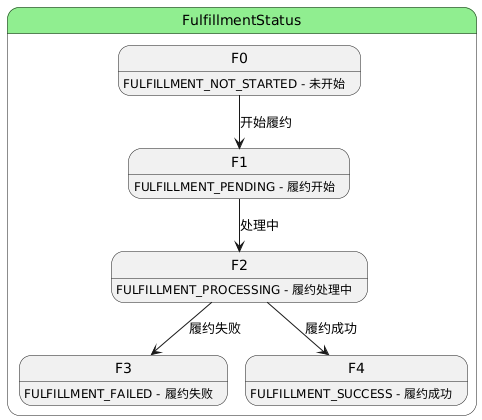 FulfillmentStatus
F0
FULFILLMENT_NOT_STARTED - 未开始
开始履约
F1
FULFILLMENT_PENDING - 履约开始
处理中
F2
FULFILLMENT_PROCESSING - 履约处理中
履约失败
履约成功
F3
FULFILLMENT_FAILED - 履约失败
F4
FULFILLMENT_SUCCESS - 履约成功